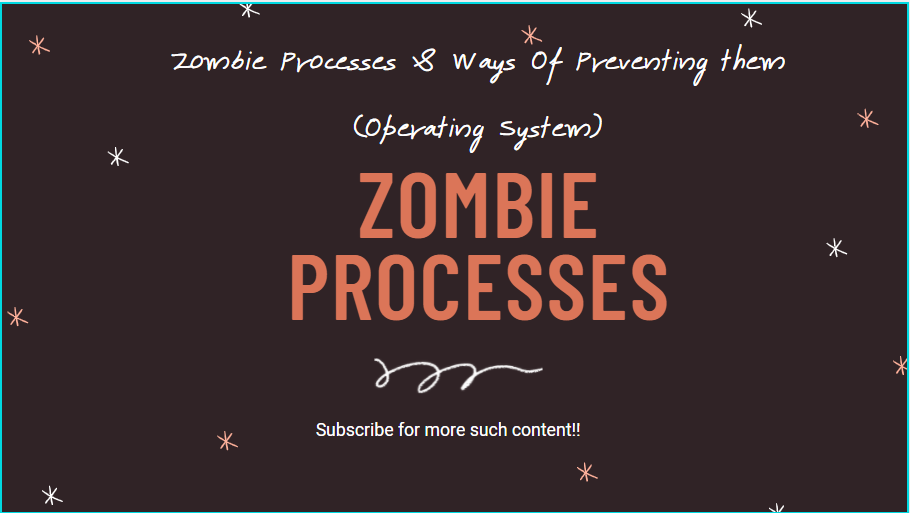 Zombie Processes & Ways Of Preventing them
(Operating System)
ZOMBIE
PROCESSES
Subscribe for more such content!!